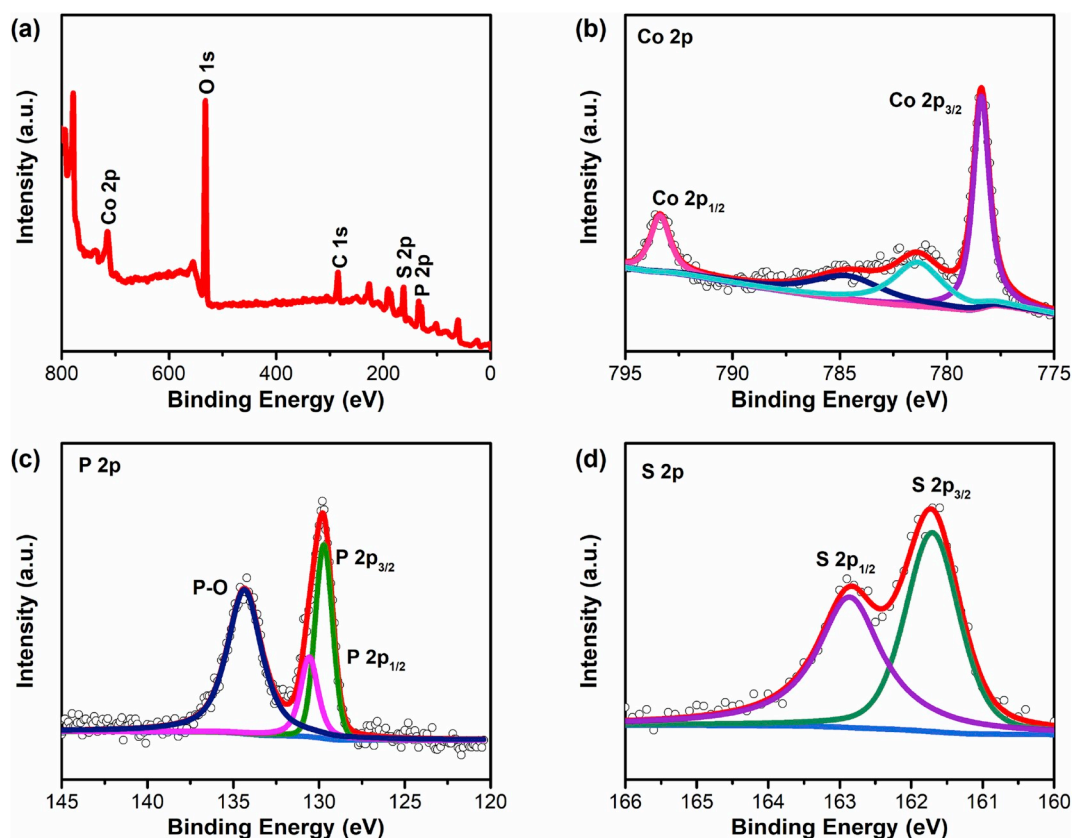 (a)
Intensity (a.u.)
Co 2p
O 1s
C 1s
S 2p
P 2p
800 600 400 200 0
Binding Energy (eV)
(b)
Co 2p
Intensity (a.u.)
Co 2p1/2
Co 2p3/2
795 790 785 780 775
Binding Energy (eV)
(c)
P 2p
Intensity (a.u.)
P-O
P 2p3/2
P 2p1/2
145 140 135 130 125 120
Binding Energy (eV)
(d)
S 2p
Intensity (a.u.)
S 2p1/2
S 2p3/2
166 165 164 163 162 161 160
Binding Energy (eV)